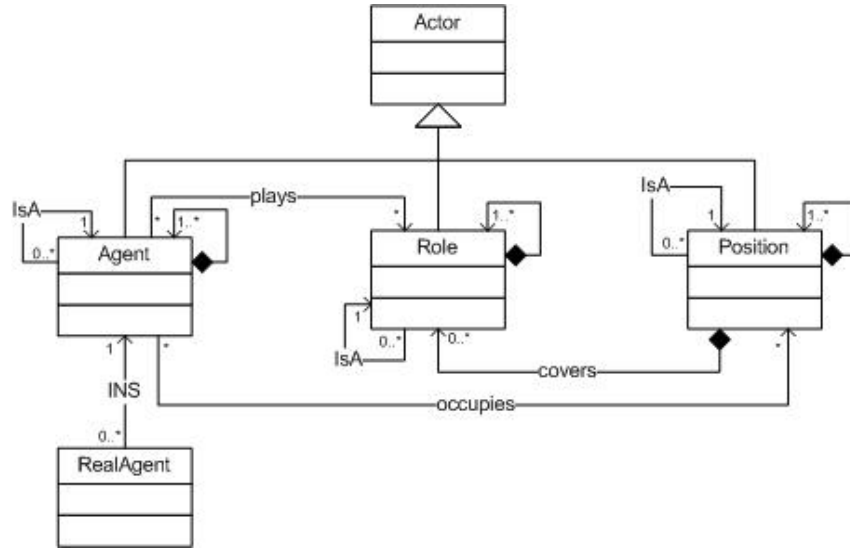 Actor
plays
IsA
1
*
1..*
*
1..*
IsA
1
1..*
0..*
Agent
Role
0..*
Position
1
0..*
0..*
IsA
1
*
*
covers
INS
occupies
0..*
RealAgent